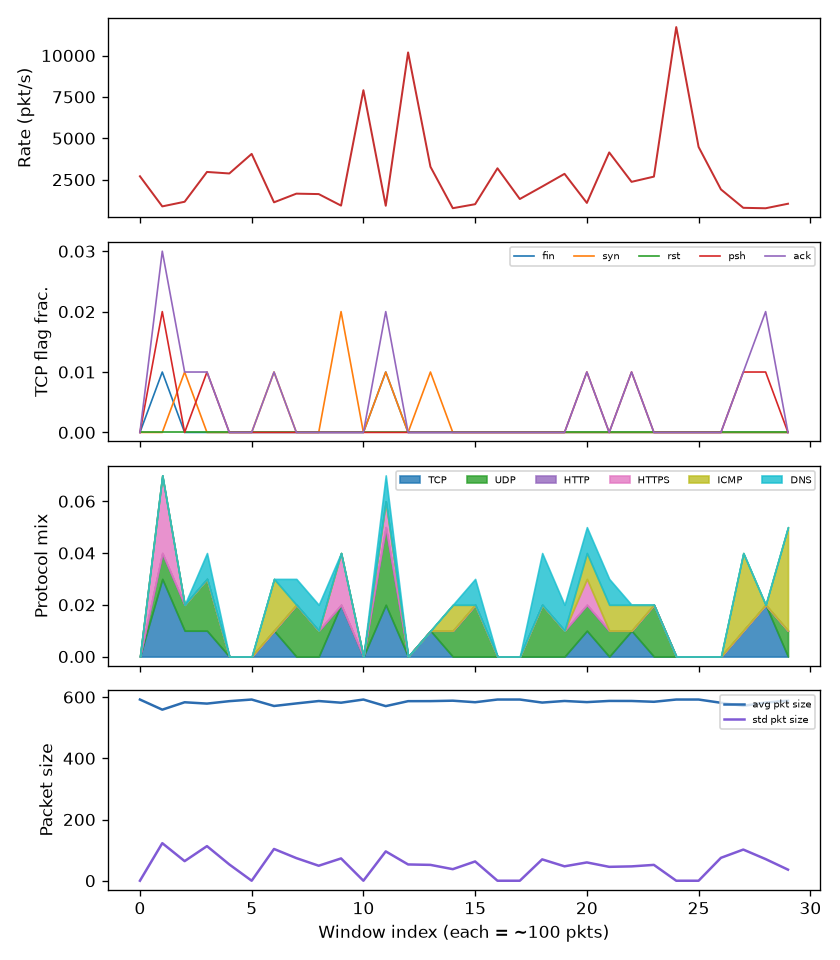 10000
7500
5000
2500
Rate (pkt/s)
0.03
0.02
0.01
0.00
TCP flag frac.
fin syn rst psh ack
0.06
0.04
0.02
0.00
Protocol mix
TCP UDP HTTP HTTPS ICMP DNS
600
400
200
0
Packet size
avg pkt size
std pkt size
0 5 10 15 20 25 30
Window index (each = ~100 pkts)